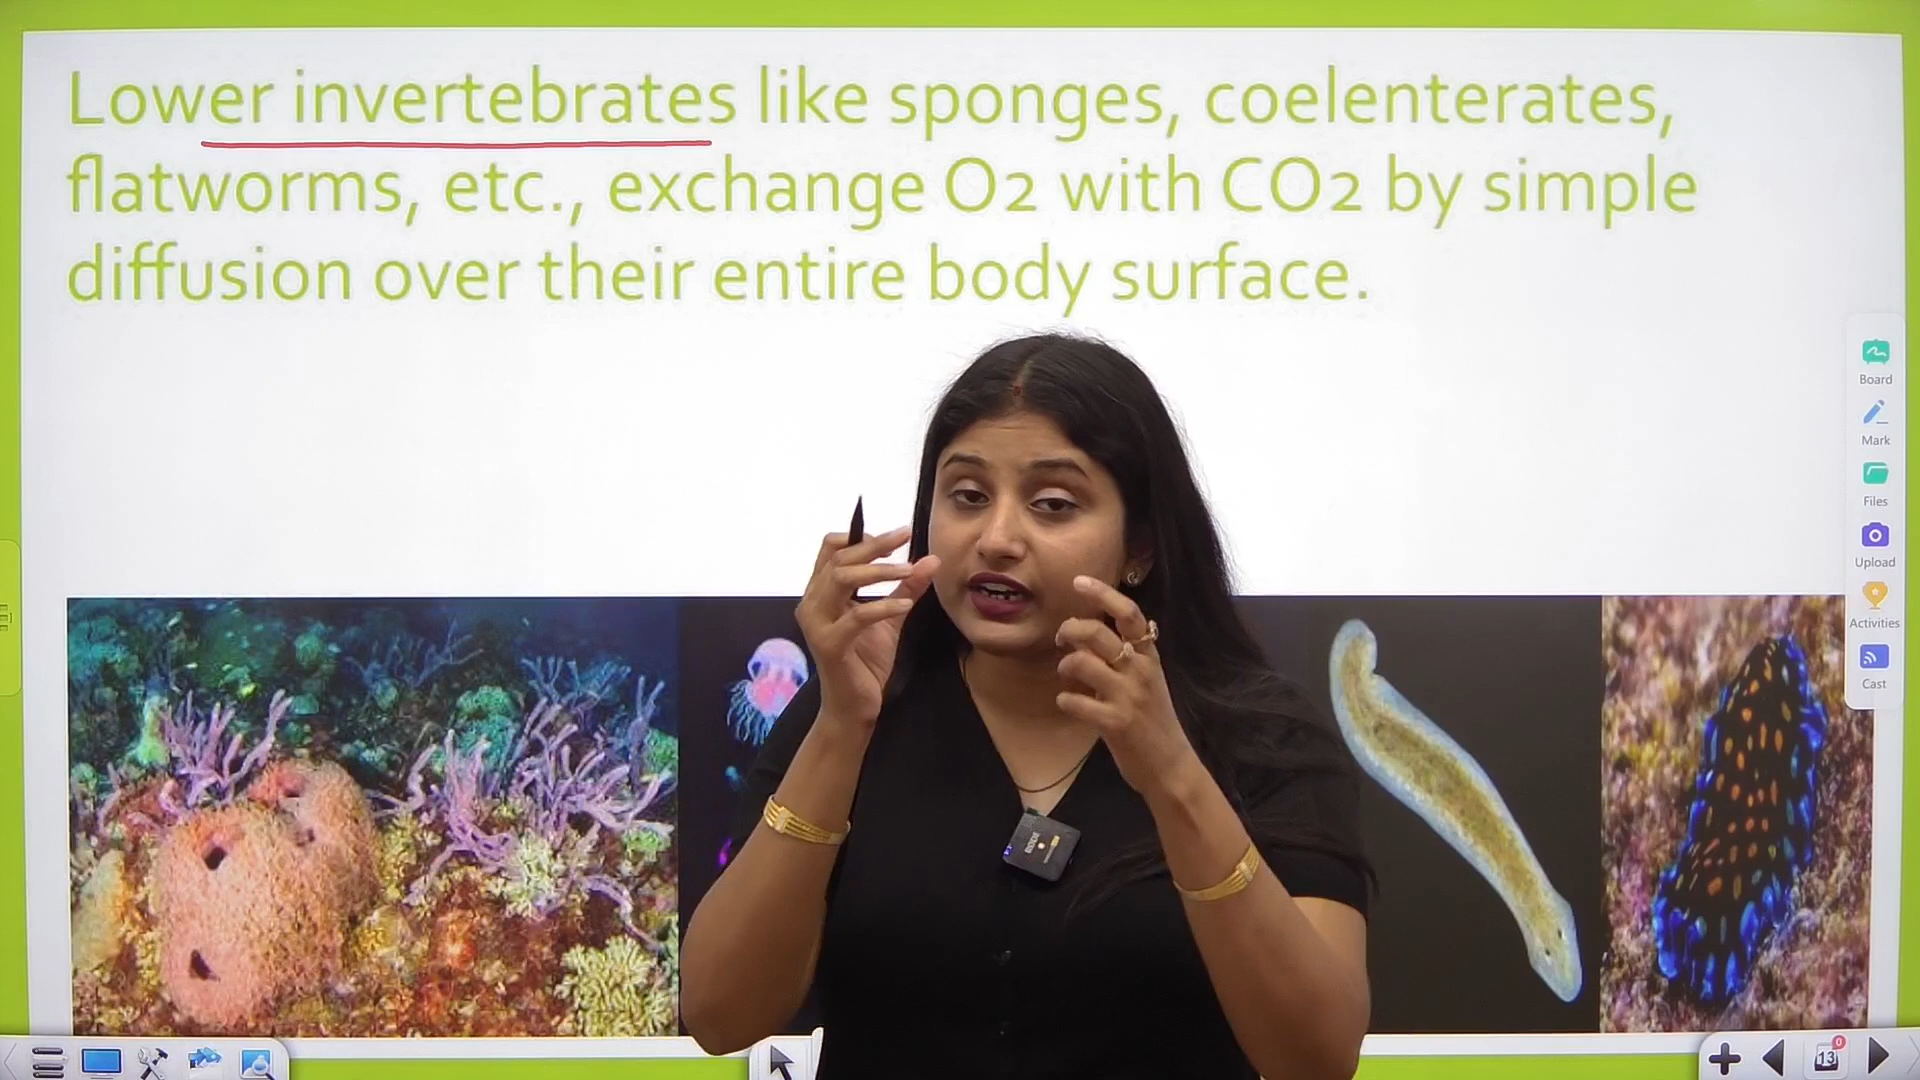 Lower invertebrates like sponges, coelenterates,
flatworms, etc., exchange O2 with CO2 by simple
diffusion over their entire body surface.
Board
Mark
Files
Upload
Activities
Cast
0
13